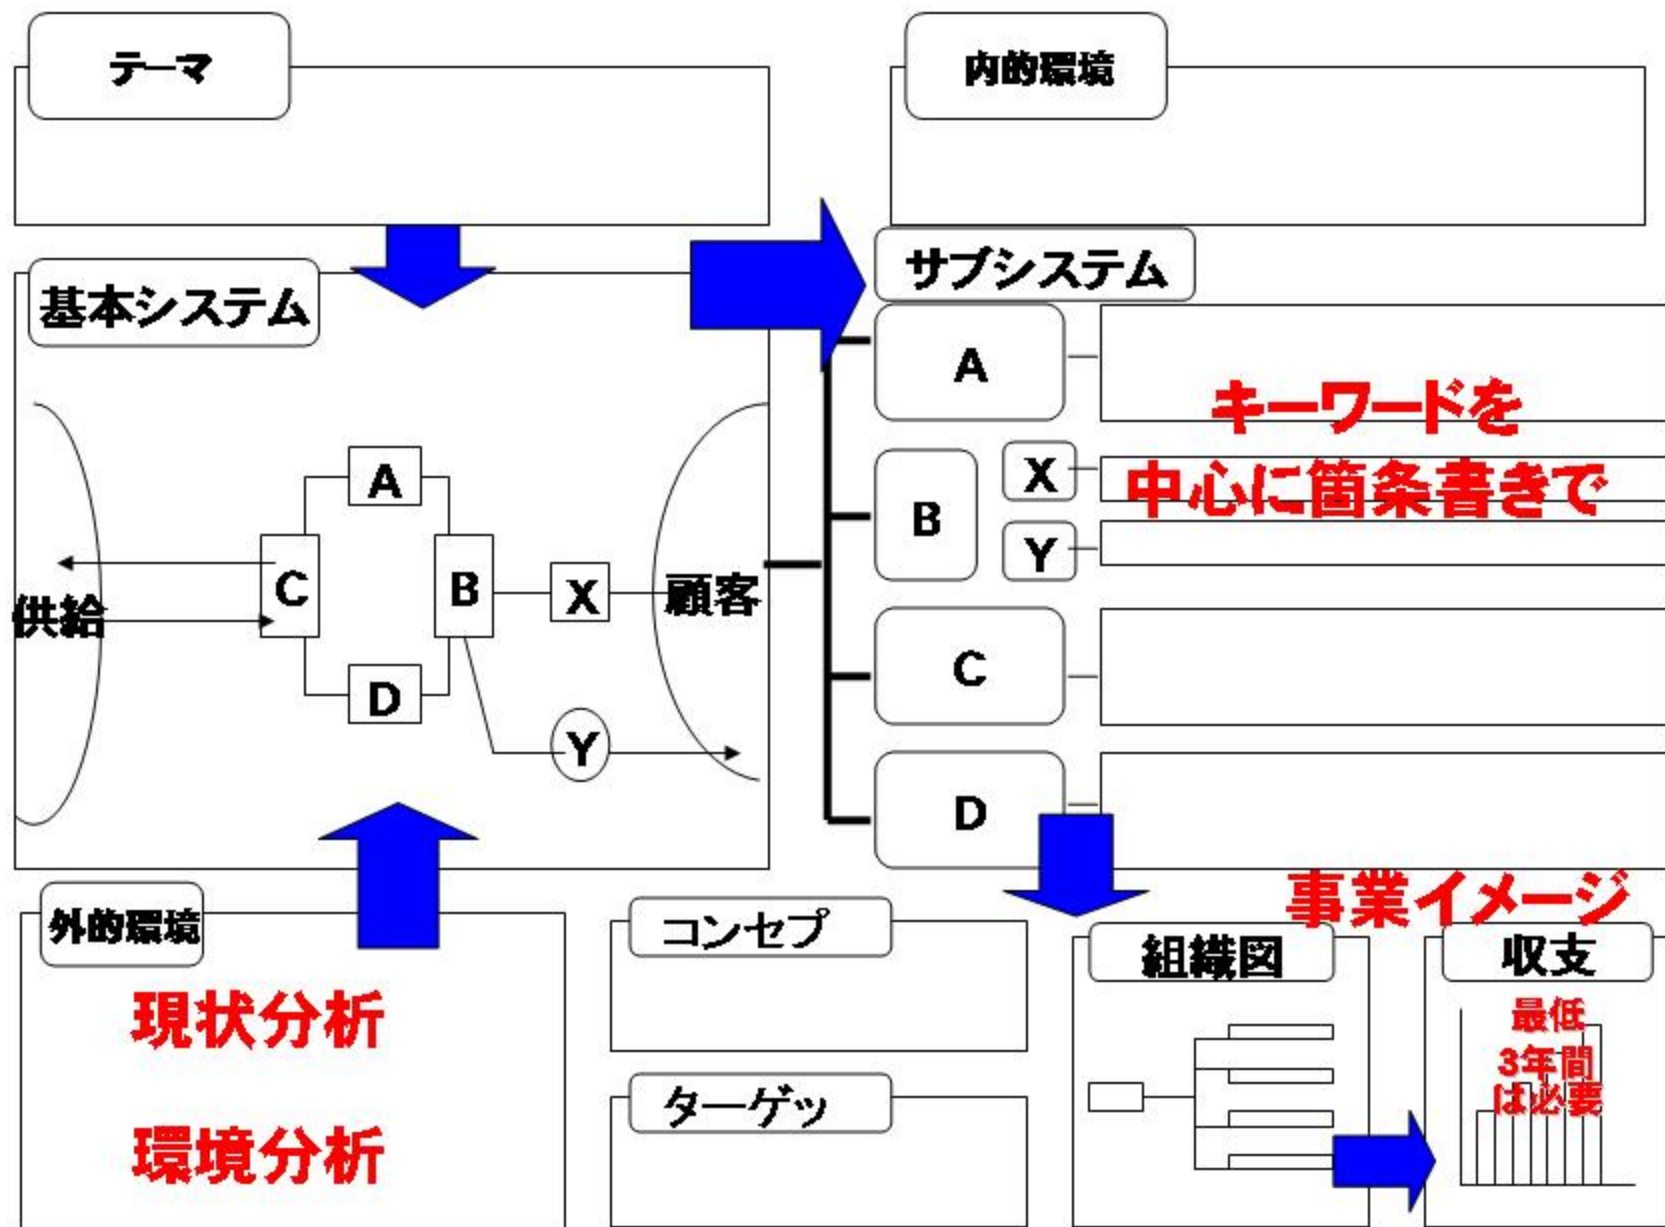 テーマ
内的環境
基本システム
A
C
B
D
X
Y
供給
顧客
サブシステム
A
B
X
Y
C
D
キーワードを
中心に箇条書きで
外的環境
現状分析
環境分析
コンセプ
ターゲッ
事業イメージ
組織図
収支
最低
3年間
は必要